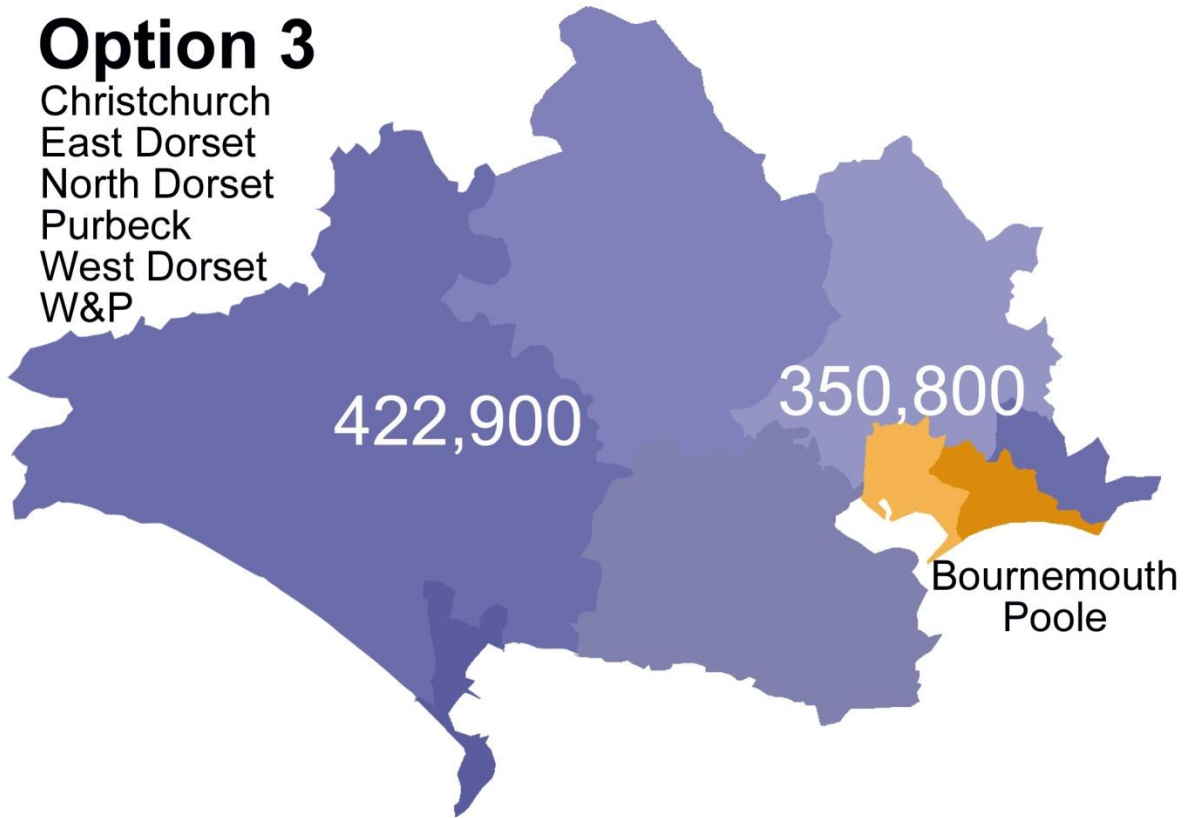 Option 3
Christchurch
East Dorset
North Dorset
Purbeck
West Dorset
W&P
422,900
350,800
Bournemouth
Poole